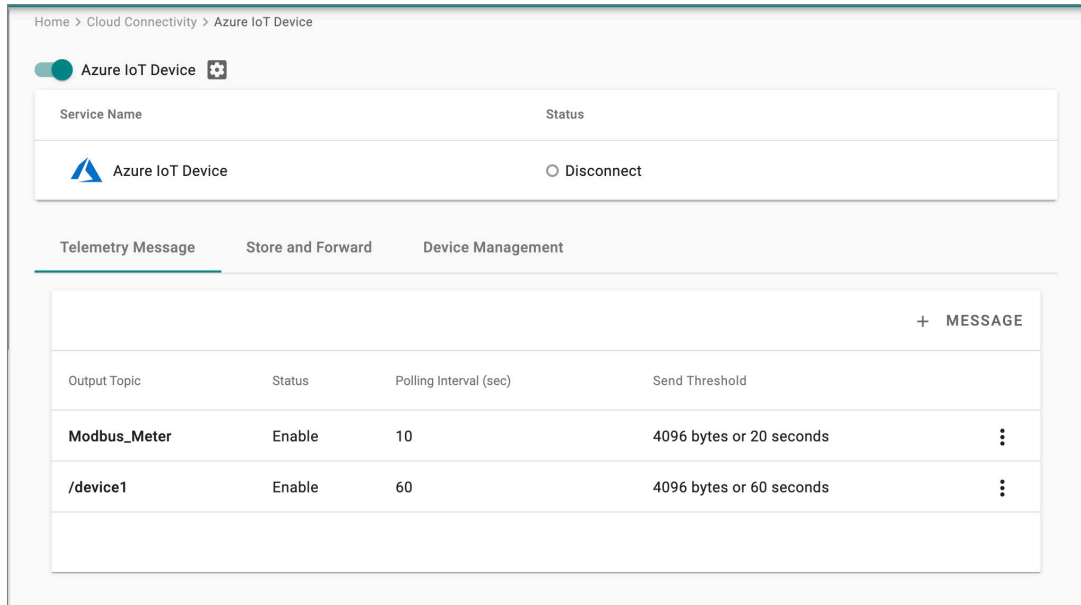 Home > Cloud Connectivity > Azure IoT Device
Azure IoT Device
Service Name Status
Azure IoT Device Disconnect
Telemetry Message Store and Forward Device Management
+ MESSAGE
Output Topic Status Polling Interval (sec) Send Threshold
Modbus_Meter Enable 10 4096 bytes or 20 seconds
/device1 Enable 60 4096 bytes or 60 seconds